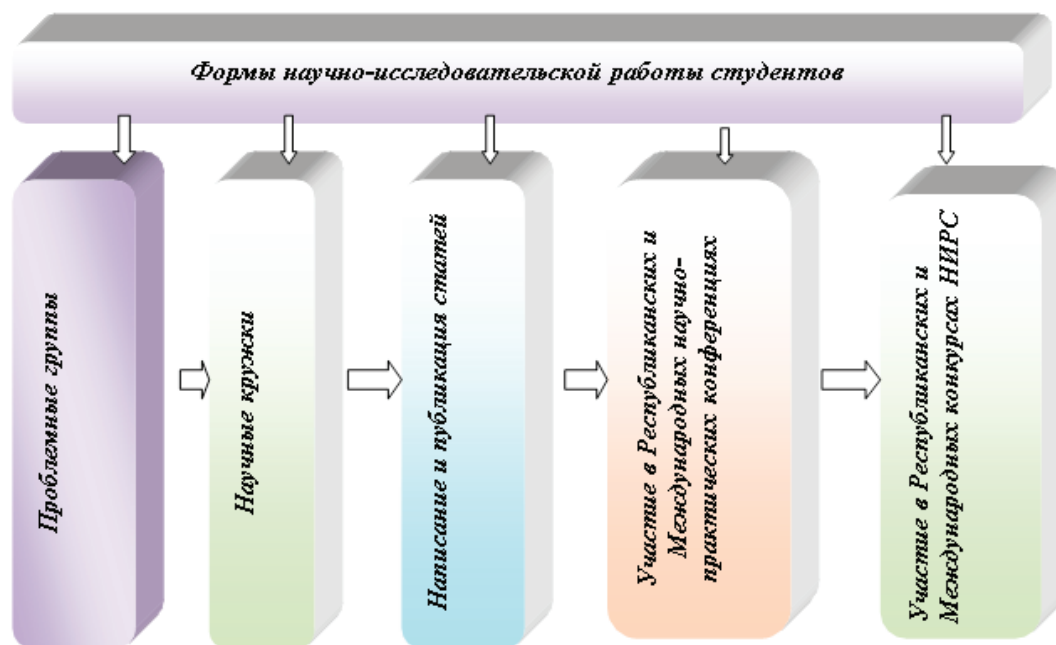 Формы научно-исследовательской работы студентов
Проблемные группы
Научные кружки
Написание и публикация статей
Участие в Республиканских и
Международных научно-
практических конференциях
Участие в Республиканских и
Международных конкурсах НИРС